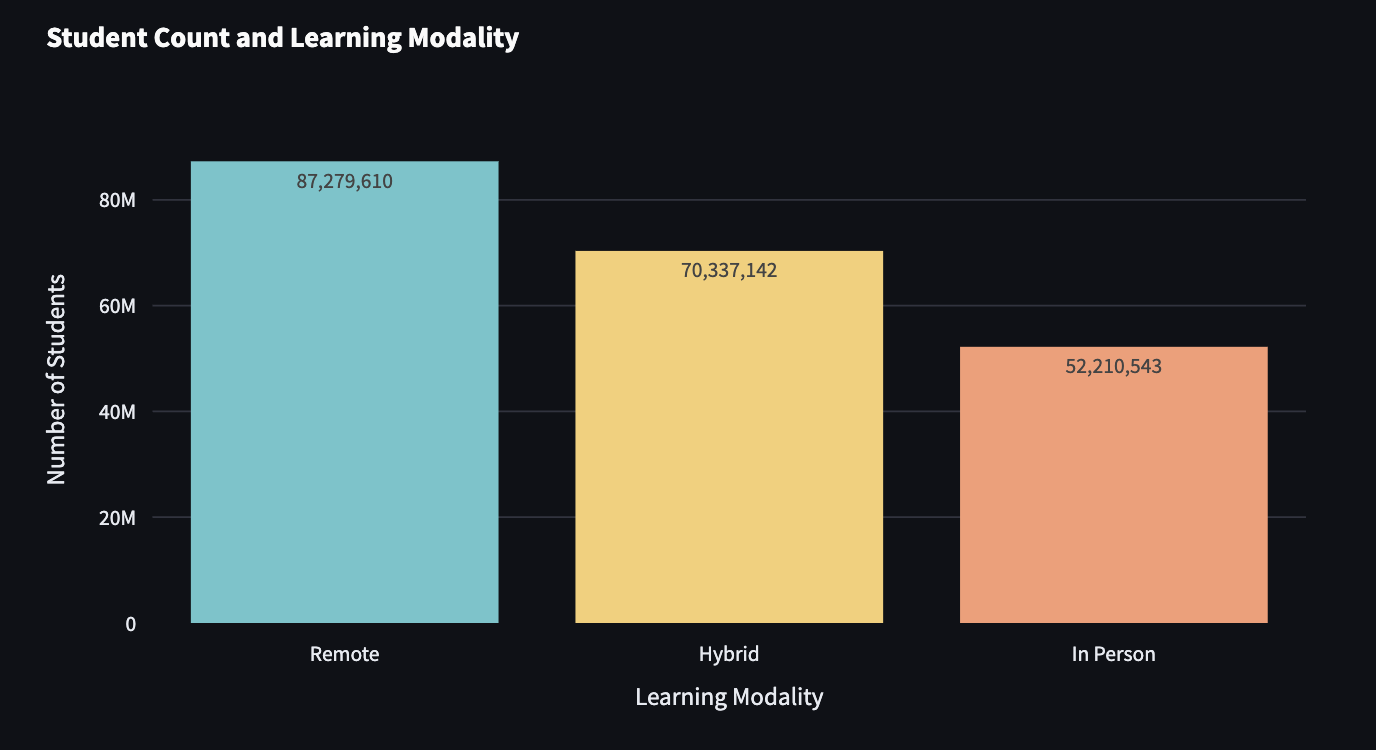 Student Count and Learning Modality
87,279,610
80M
70,337,142
60M
52,210,543
40M
20M
0
Number of Students
Remote
Hybrid
In Person
Learning Modality